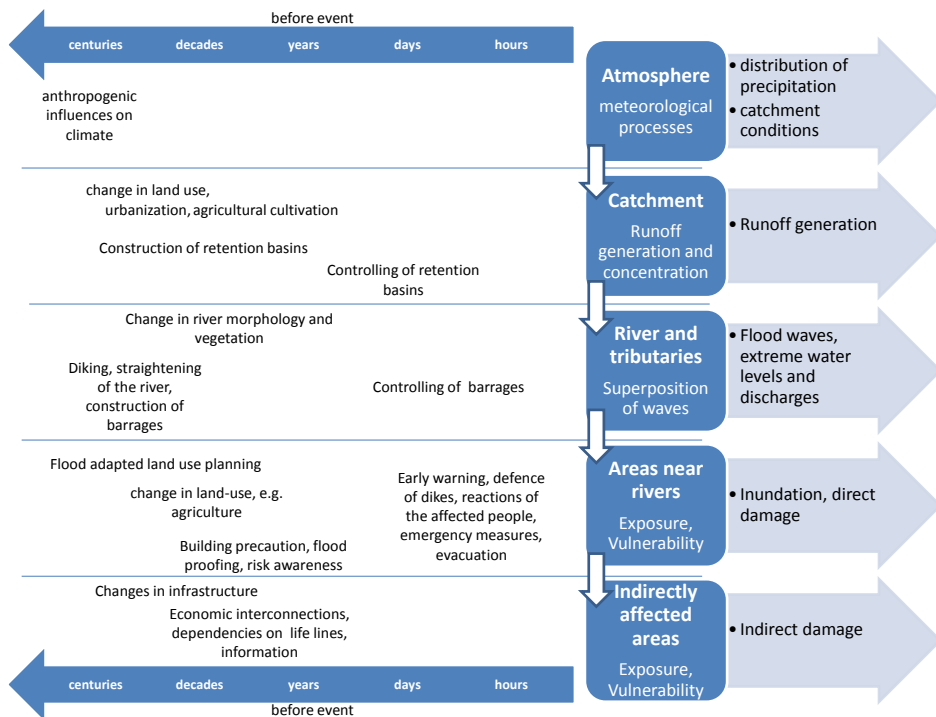 before event
centuries decades years days hours
Atmosphere
meteorological
processes
• distribution of
precipitation
• catchment
conditions
anthropogenic
influences on
climate
change in land use,
urbanization, agricultural cultivation
Construction of retention basins
Controlling of retention
basins
Catchment
Runoff
generation and
concentration
• Runoff generation
Change in river morphology and
vegetation
Diking, straightening
of the river,
construction of
barrages
Controlling of barrages
River and
tributaries
Superposition
of waves
• Flood waves,
extreme water
levels and
discharges
Flood adapted land use planning
change in land-use, e.g.
agriculture
Building precaution, flood
proofing, risk awareness
Early warning, defence
of dikes, reactions of
the affected people,
emergency measures,
evacuation
Areas near
rivers
Exposure,
Vulnerability
• Inundation, direct
damage
Changes in infrastructure
Economic interconnections,
dependencies on life lines,
information
Indirectly
affected
areas
Exposure,
Vulnerability
• Indirect damage
centuries decades years days hours
before event